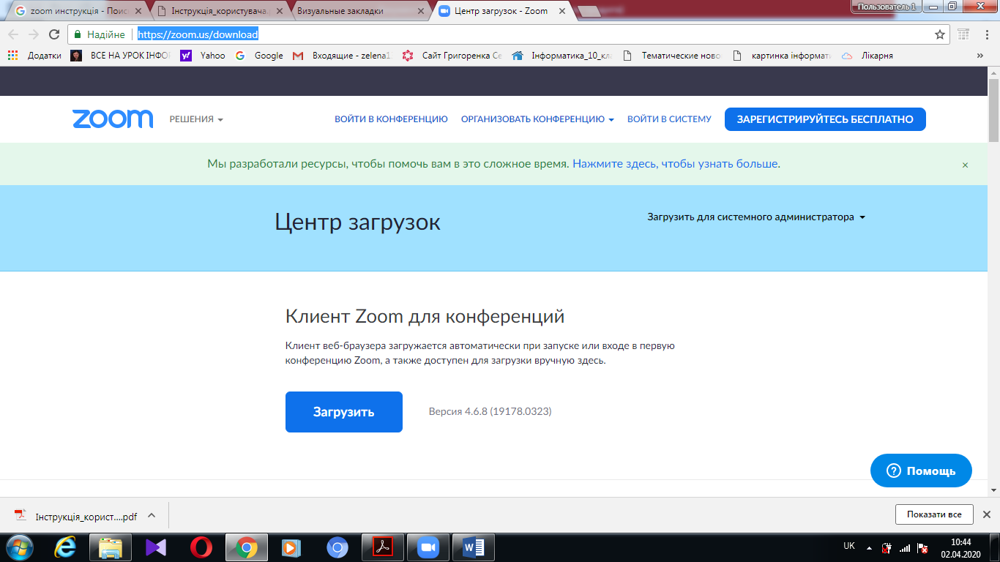 zoom инструкція - Поис
Інструкція_користувача.
Визуальные закладки
Центр загрузок - Zoom
Пользователь 1
Надійне
https://zoom.us/download
Додатки
ВСЕ НА УРОК ІНФО
Yahoo
Google
Входящие - zelena1
Сайт Григоренка Се
Інформатика_10_кла
Тематические ново
картинка інформати
Лікарня
»
zoom
РЕШЕНИЯ
ВОЙТИ В КОНФЕРЕНЦИЮ
ОРГАНИЗОВАТЬ КОНФЕРЕНЦИЮ
ВОЙТИ В СИСТЕМУ
ЗАРЕГИСТРИРУЙТЕСЬ БЕСПЛАТНО
Мы разработали ресурсы, чтобы помочь вам в это сложное время. Нажмите здесь, чтобы узнать больше.
Центр загрузок
Загрузить для системного администратора
Клиент Zoom для конференций
Клиент веб-браузера загружается автоматически при запуске или входе в первую
конференцию Zoom, а также доступен для загрузки вручную здесь.
Загрузить
Версия 4.6.8 (19178.0323)
Помощь
Інструкція_корист....pdf
Показати все
UK
10:44
02.04.2020